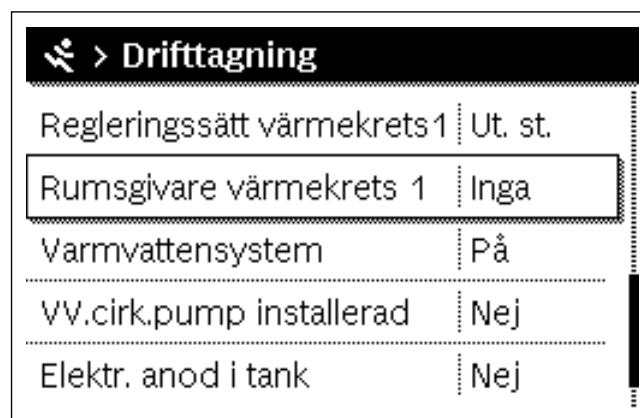 > Drifttagning
Regleringssätt värmekrets1 Ut. st.
Rumsgivare värmekrets 1 Inga
Varmvattensystem På
VV.cirk.pump installerad Nej
Elektr. anod i tank Nej